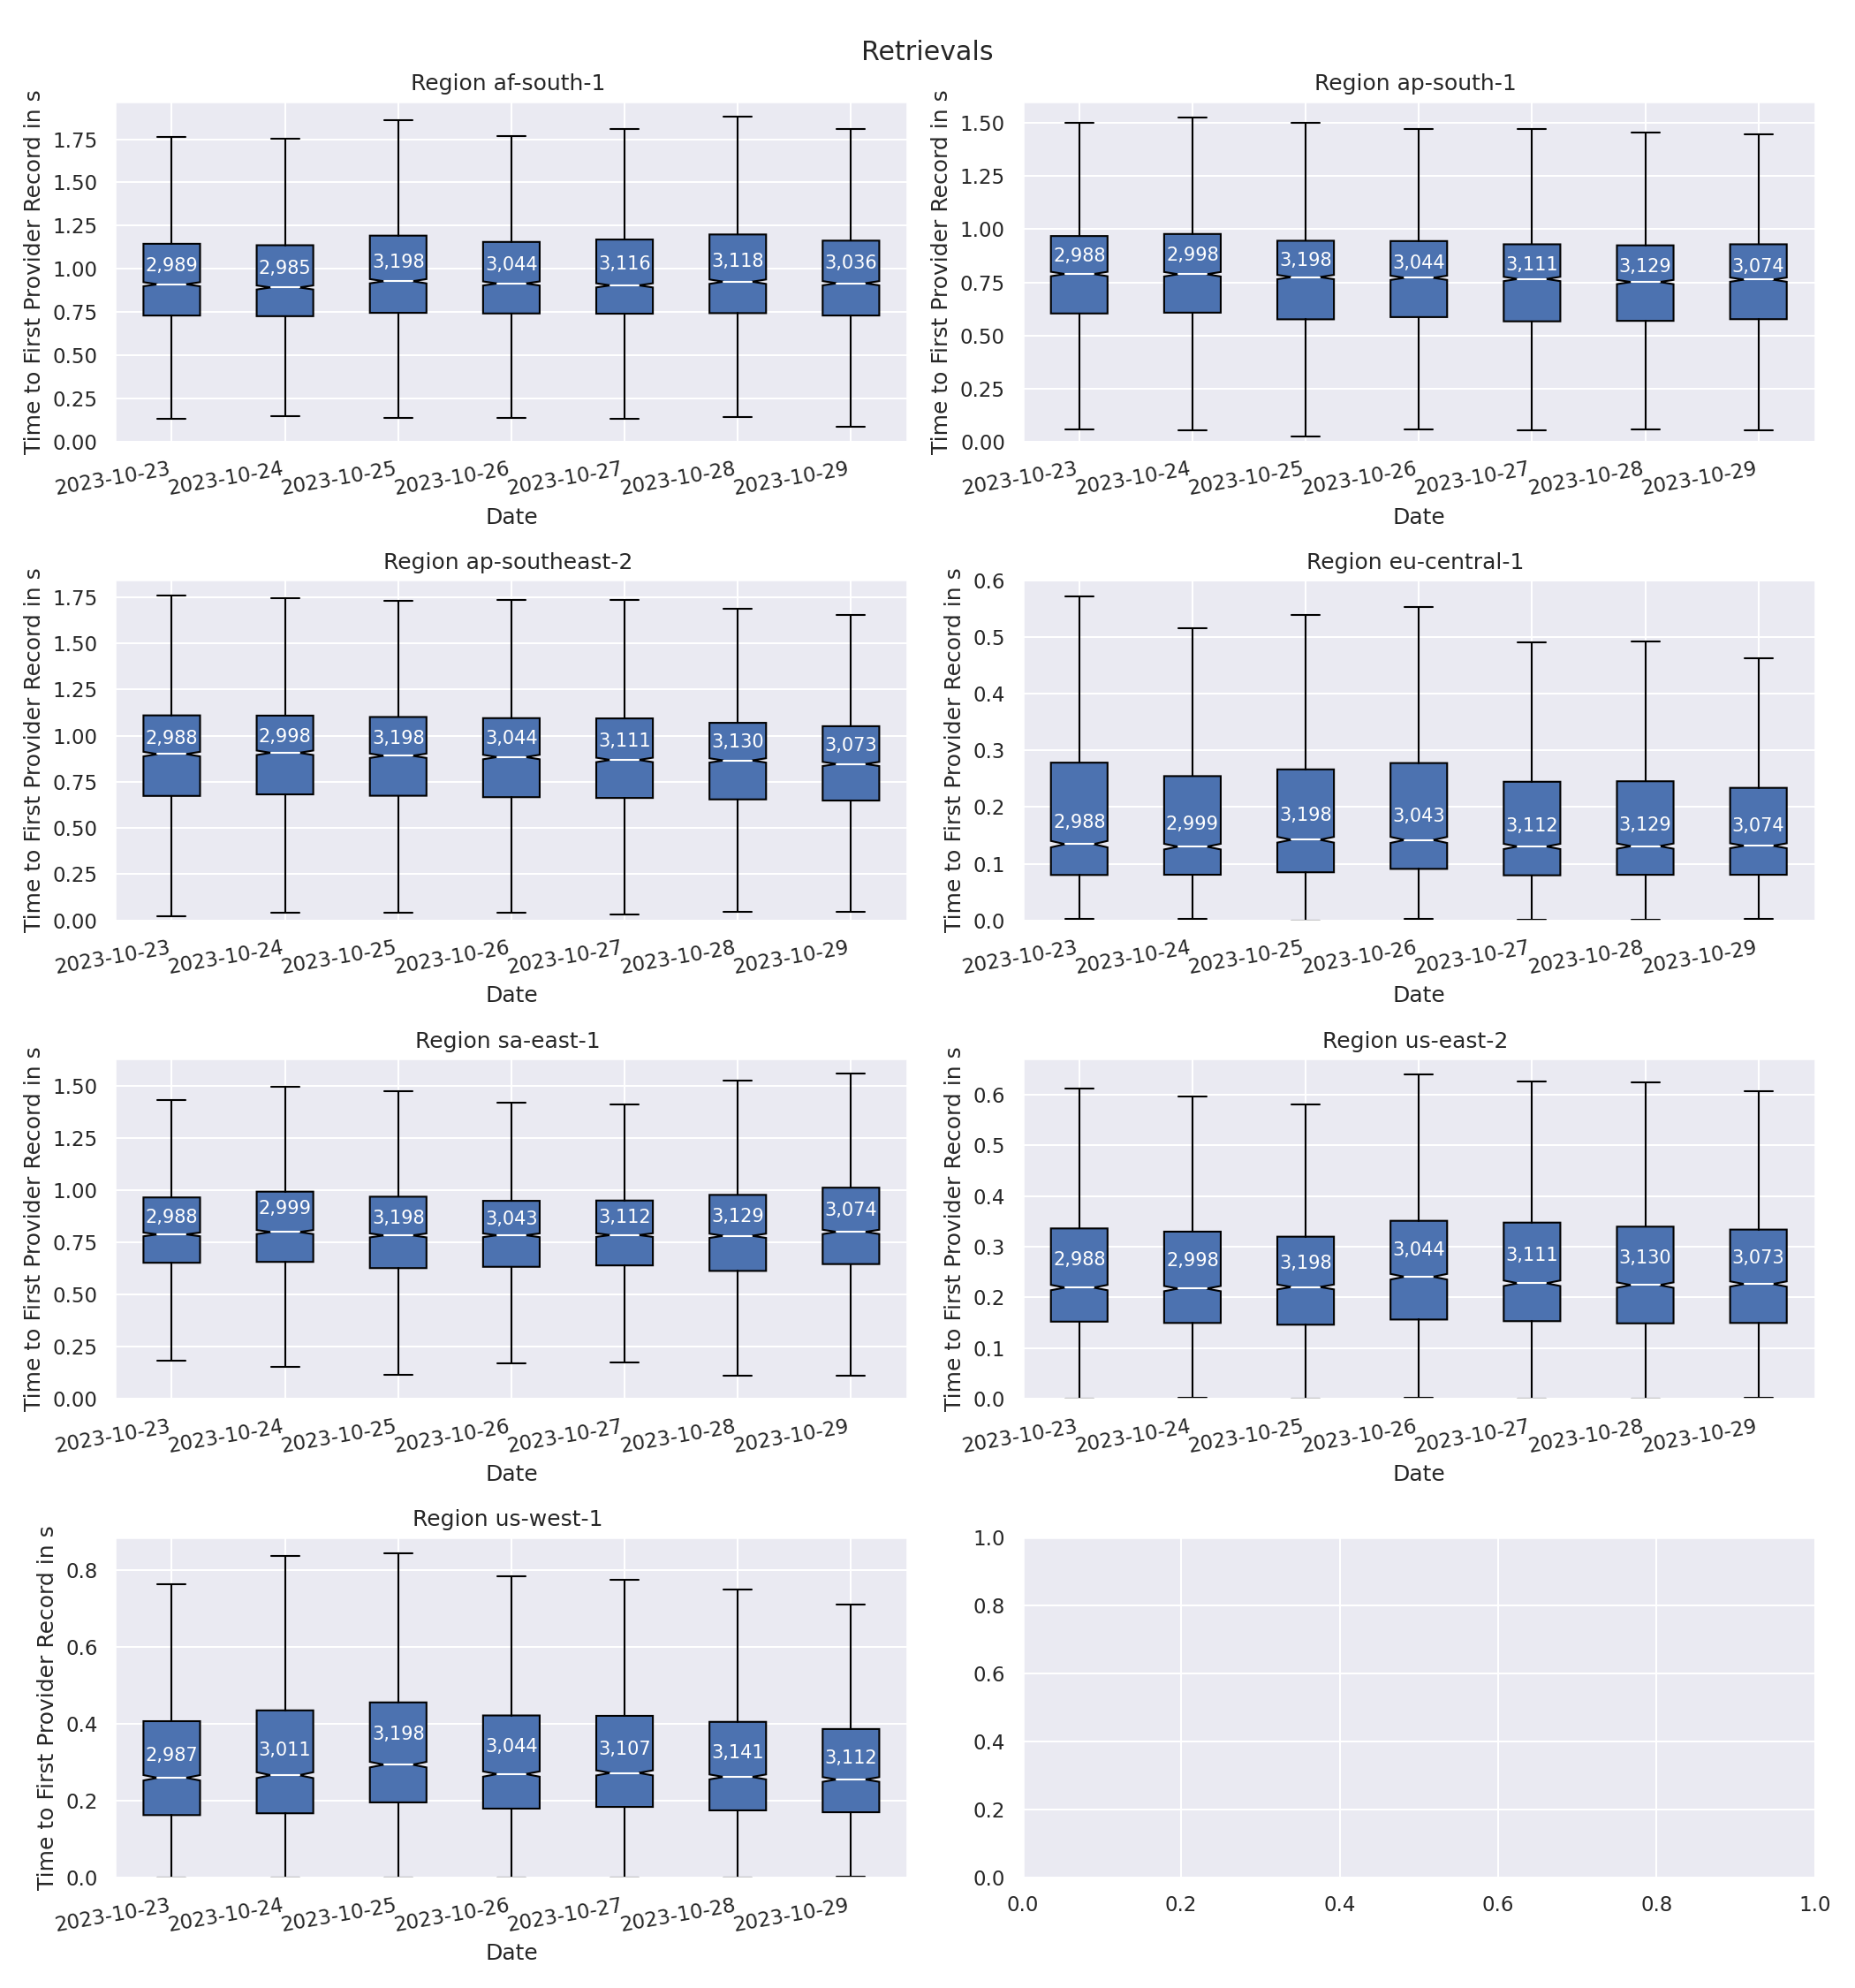 Retrievals
Region af-south-1
Time to First Provider Record in s
1.75
1.50
1.25
1.00
0.75
0.50
0.25
0.00
2,989 2,985 3,198 3,044 3,116 3,118 3,036
2023-10-23 2023-10-24 2023-10-25 2023-10-26 2023-10-27 2023-10-28 2023-10-29
Date
Region ap-south-1
Time to First Provider Record in s
1.50
1.25
1.00
0.75
0.50
0.25
0.00
2,988 2,998 3,198 3,044 3,111 3,129 3,074
2023-10-23 2023-10-24 2023-10-25 2023-10-26 2023-10-27 2023-10-28 2023-10-29
Date
Region ap-southeast-2
Time to First Provider Record in s
1.75
1.50
1.25
1.00
0.75
0.50
0.25
0.00
2,988 2,998 3,198 3,044 3,111 3,130 3,073
2023-10-23 2023-10-24 2023-10-25 2023-10-26 2023-10-27 2023-10-28 2023-10-29
Date
Region eu-central-1
Time to First Provider Record in s
0.6
0.5
0.4
0.3
0.2
0.1
0.0
2,988 2,999 3,198 3,043 3,112 3,129 3,074
2023-10-23 2023-10-24 2023-10-25 2023-10-26 2023-10-27 2023-10-28 2023-10-29
Date
Region sa-east-1
Time to First Provider Record in s
1.50
1.25
1.00
0.75
0.50
0.25
0.00
2,988 2,999 3,198 3,043 3,112 3,129 3,074
2023-10-23 2023-10-24 2023-10-25 2023-10-26 2023-10-27 2023-10-28 2023-10-29
Date
Region us-east-2
Time to First Provider Record in s
0.6
0.5
0.4
0.3
0.2
0.1
0.0
2,988 2,998 3,198 3,044 3,111 3,130 3,073
2023-10-23 2023-10-24 2023-10-25 2023-10-26 2023-10-27 2023-10-28 2023-10-29
Date
Region us-west-1
Time to First Provider Record in s
0.8
0.6
0.4
0.2
0.0
2,987 3,011 3,198 3,044 3,107 3,141 3,112
2023-10-23 2023-10-24 2023-10-25 2023-10-26 2023-10-27 2023-10-28 2023-10-29
Date
1.0
0.8
0.6
0.4
0.2
0.0
0.0 0.2 0.4 0.6 0.8 1.0